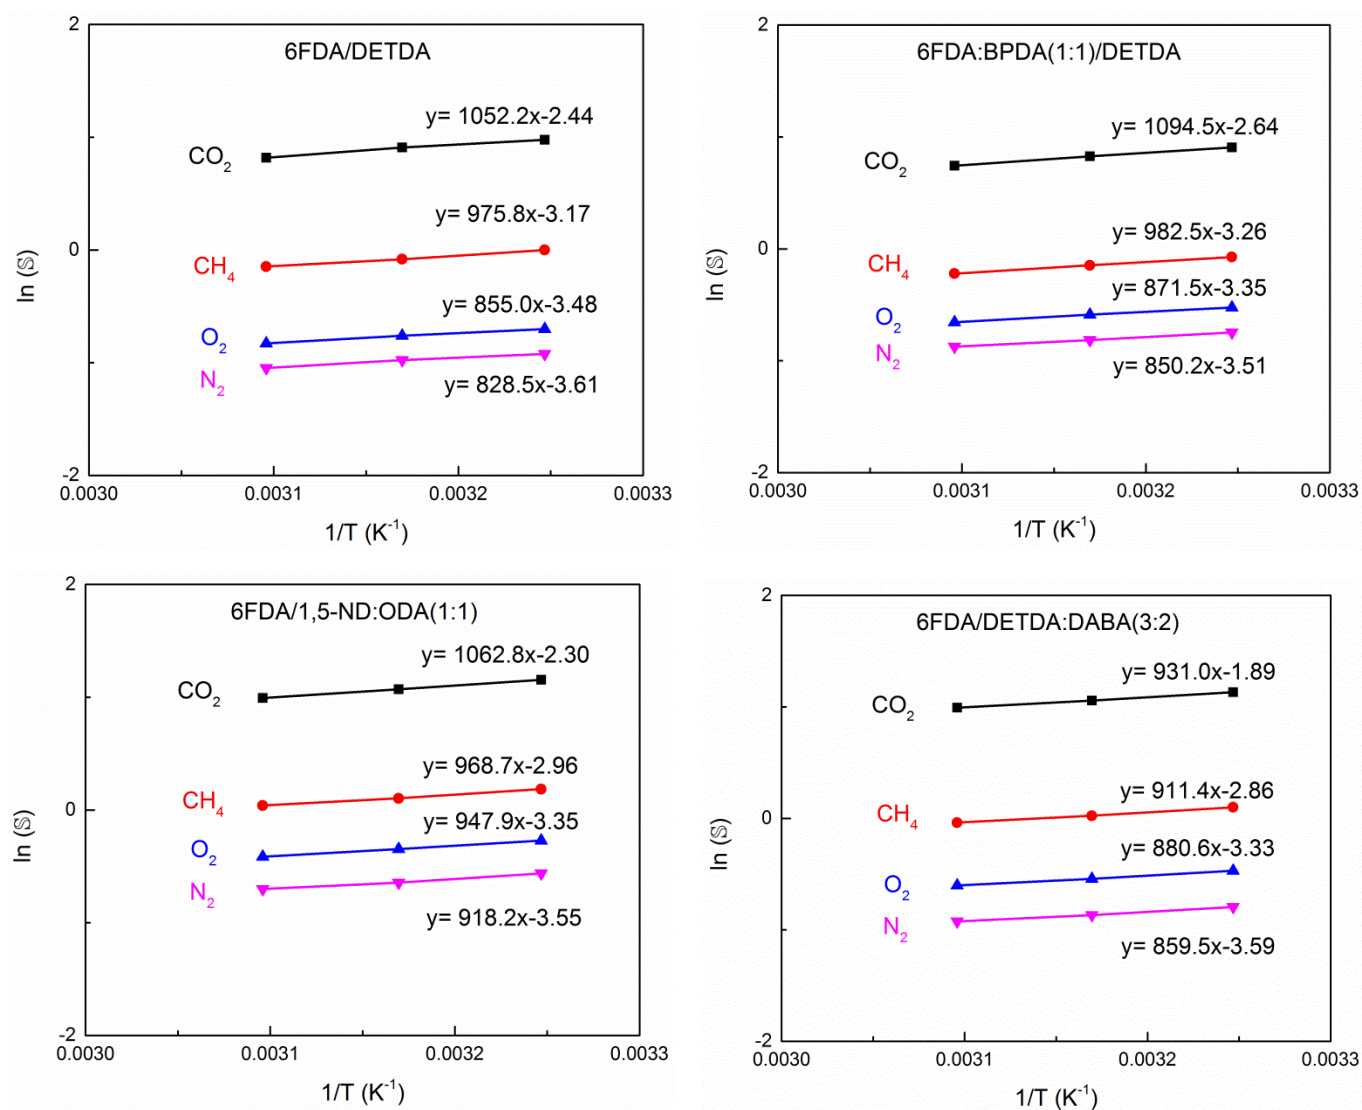 2
6FDA/DETDA
y= 1052.2x-2.44
CO2
y= 975.8x-3.17
0
CH4
ln (𝕊)
y= 855.0x-3.48
O2
N2
y= 828.5x-3.61
-2
0.0030 0.0031 0.0032 0.0033
1/T (K-1)
2
6FDA:BPDA(1:1)/DETDA
y= 1094.5x-2.64
CO2
y= 982.5x-3.26
0
CH4
ln (𝕊)
y= 871.5x-3.35
O2
N2
y= 850.2x-3.51
-2
0.0030 0.0031 0.0032 0.0033
1/T (K-1)
2
6FDA/1,5-ND:ODA(1:1)
y= 1062.8x-2.30
CO2
y= 968.7x-2.96
CH4
0
y= 947.9x-3.35
ln (𝕊)
O2
N2
y= 918.2x-3.55
-2
0.0030 0.0031 0.0032 0.0033
1/T (K-1)
2
6FDA/DETDA:DABA(3:2)
y= 931.0x-1.89
CO2
y= 911.4x-2.86
CH4
0
ln (𝕊)
y= 880.6x-3.33
O2
N2
y= 859.5x-3.59
-2
0.0030 0.0031 0.0032 0.0033
1/T (K-1)